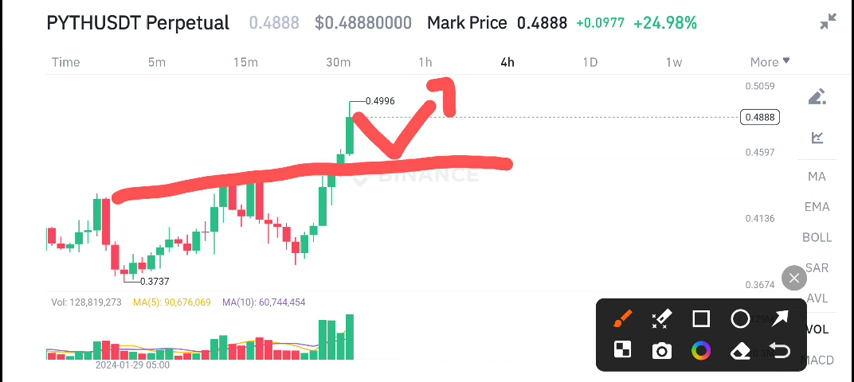 PYTHUSDT Perpetual 0.4888 $0.48880000 Mark Price 0.4888 +0.0977 +24.98%
Time 5m 15m 30m 1h 4h 1D 1w More
0.5059
0.4996
0.4888
0.4597
BINANCE
MA
EMA
0.4136
BOLL
SAR
0.3737
0.3674
AVL
Vol: 128,819,273 MA(5): 90,676,069 MA(10): 60,744,454
VOL
MACD
2024-01-29 05:00